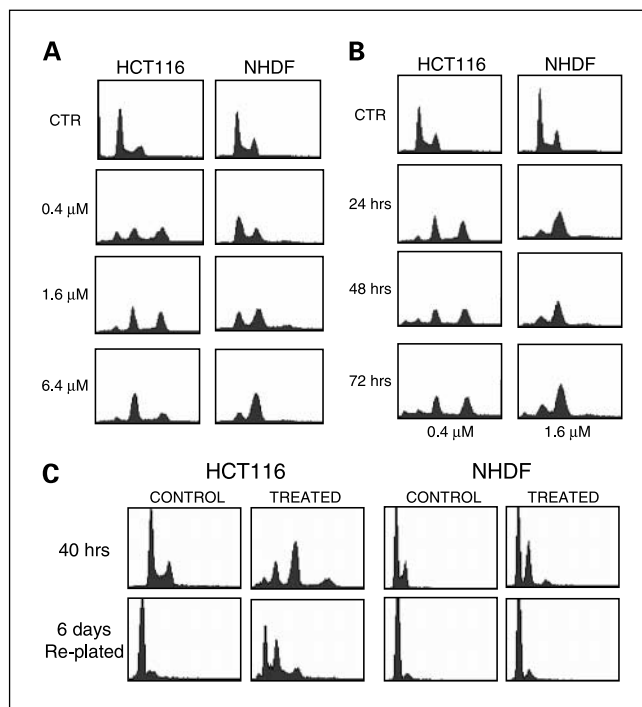 A
HCT116 NHDF
CTR
0.4 µM
1.6 µM
6.4 µM
B
HCT116 NHDF
CTR
24 hrs
48 hrs
72 hrs
0.4 µM 1.6 µM
C
HCT116 NHDF
CONTROL TREATED CONTROL TREATED
40 hrs
6 days
Re-plated